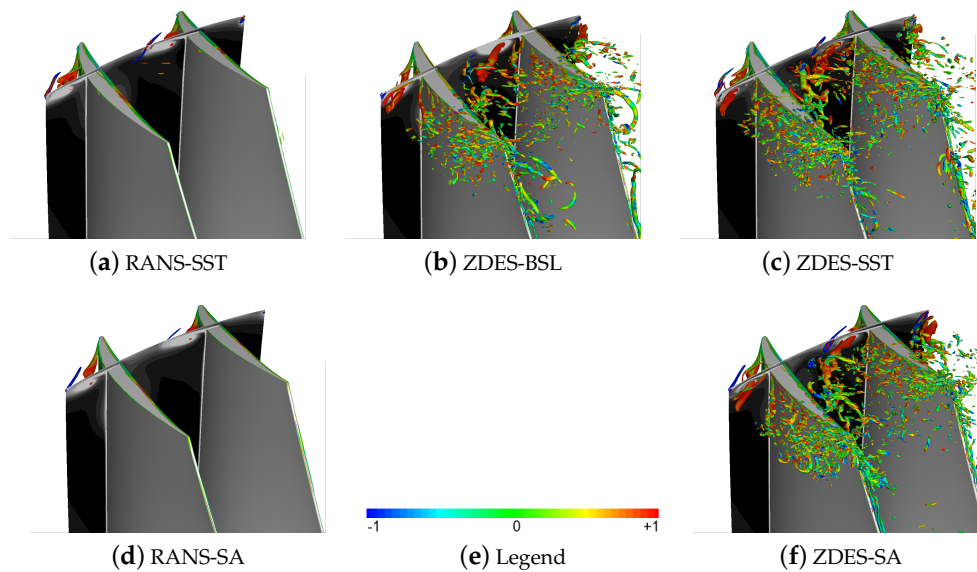 (a) RANS-SST
(b) ZDES-BSL
(c) ZDES-SST
-1 0 +1
(d) RANS-SA
(e) Legend
(f) ZDES-SA